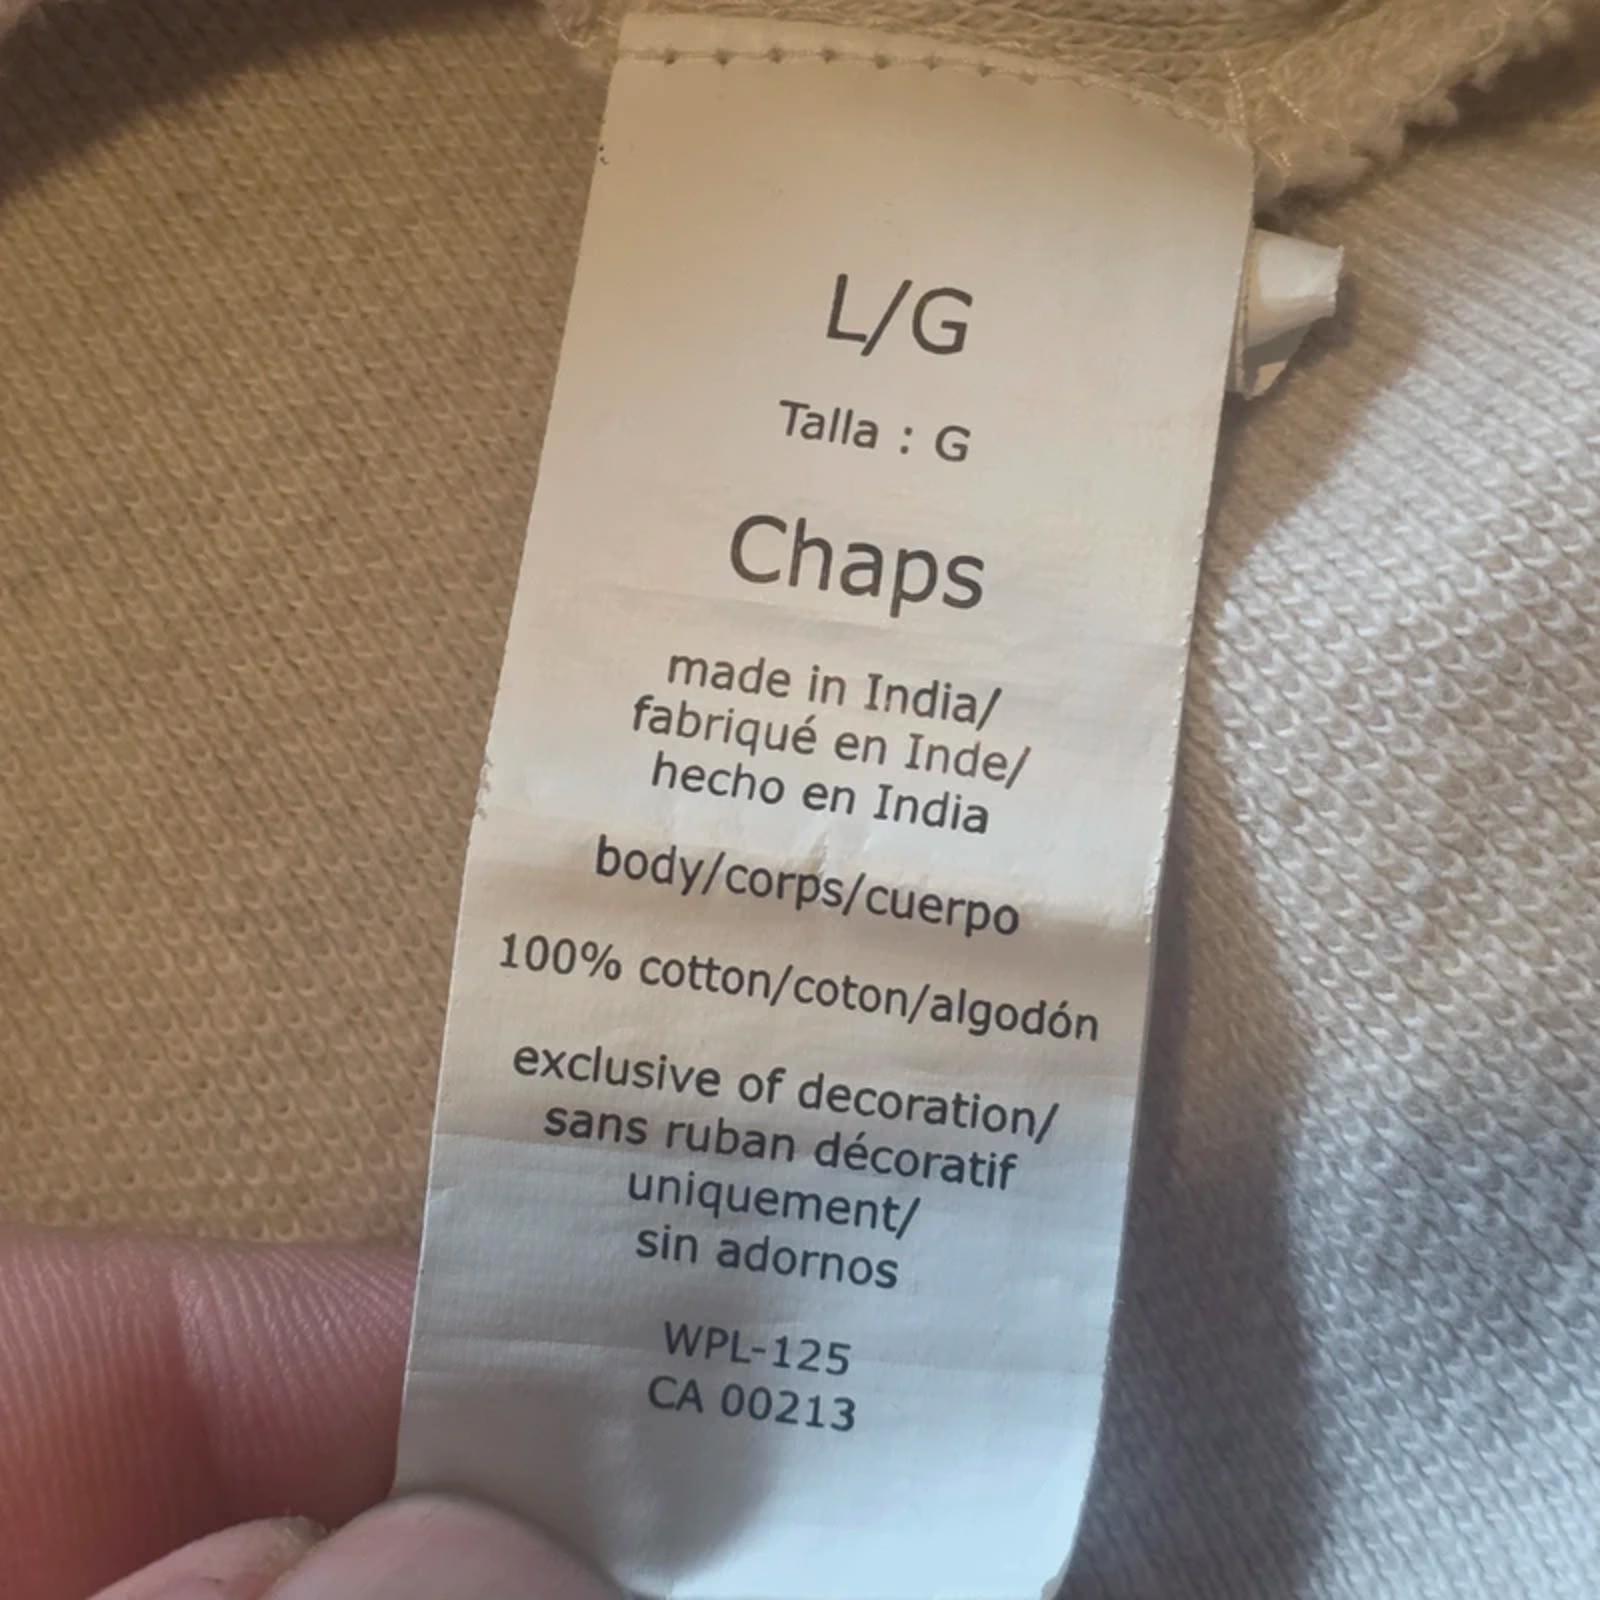 L/G
Talla : G
Chaps
made in India/
fabriqué en Inde/
hecho en India
body/corps/cuerpo
100% cotton/coton/algodón
exclusive of decoration/
sans ruban décoratif
uniquement/
sin adornos
WPL-125
CA 00213